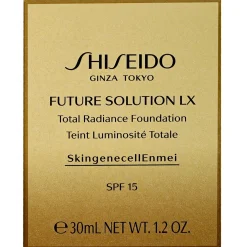 SHISEIDO
GINZA TOKYO
FUTURE SOLUTION LX
Total Radiance Foundation
Teint Luminosité Totale
SkingenecellEnmei
SPF 15
e 30mL NET WT. 1.2 OZ.